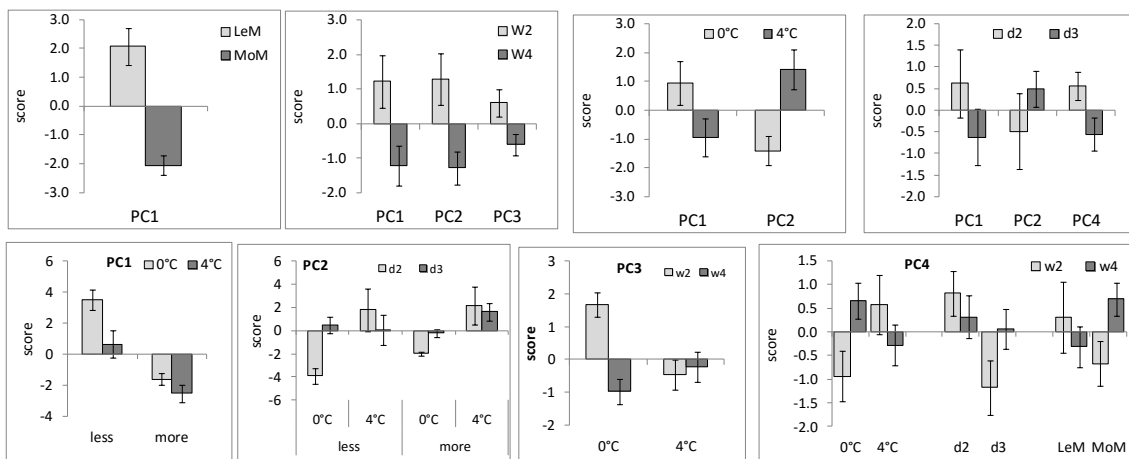 3.0
2.0
1.0
0.0
-1.0
-2.0
-3.0
score
LeM
MoM
PC1
3.0
2.0
1.0
0.0
-1.0
2.0
score
W2
W4
PC1 PC2 PC3
3.0
2.0
1.0
0.0
-1.0
-2.0
-3.0
score
0°C 4°C
PC1 PC2
2.0
1.5
1.0
0.5
0.0
-0.5
-1.0
1.5
2.0
score
d2 d3
PC1 PC2 PC4
6
4
2
0
-2
-4
score
PC1
0°C 4°C
less more
6
4
2
0
-2
-4
-6
score
PC2
d2 d3
0°C 4°C 0°C 4°C
less more
3
2
1
0
-1
-2
score
PC3
w2 w4
0°C 4°C
1.5
1.0
0.5
0.0
-0.5
-1.0
-1.5
-2.0
score
PC4
w2 w4
0°C 4°C d2 d3 LeM MoM